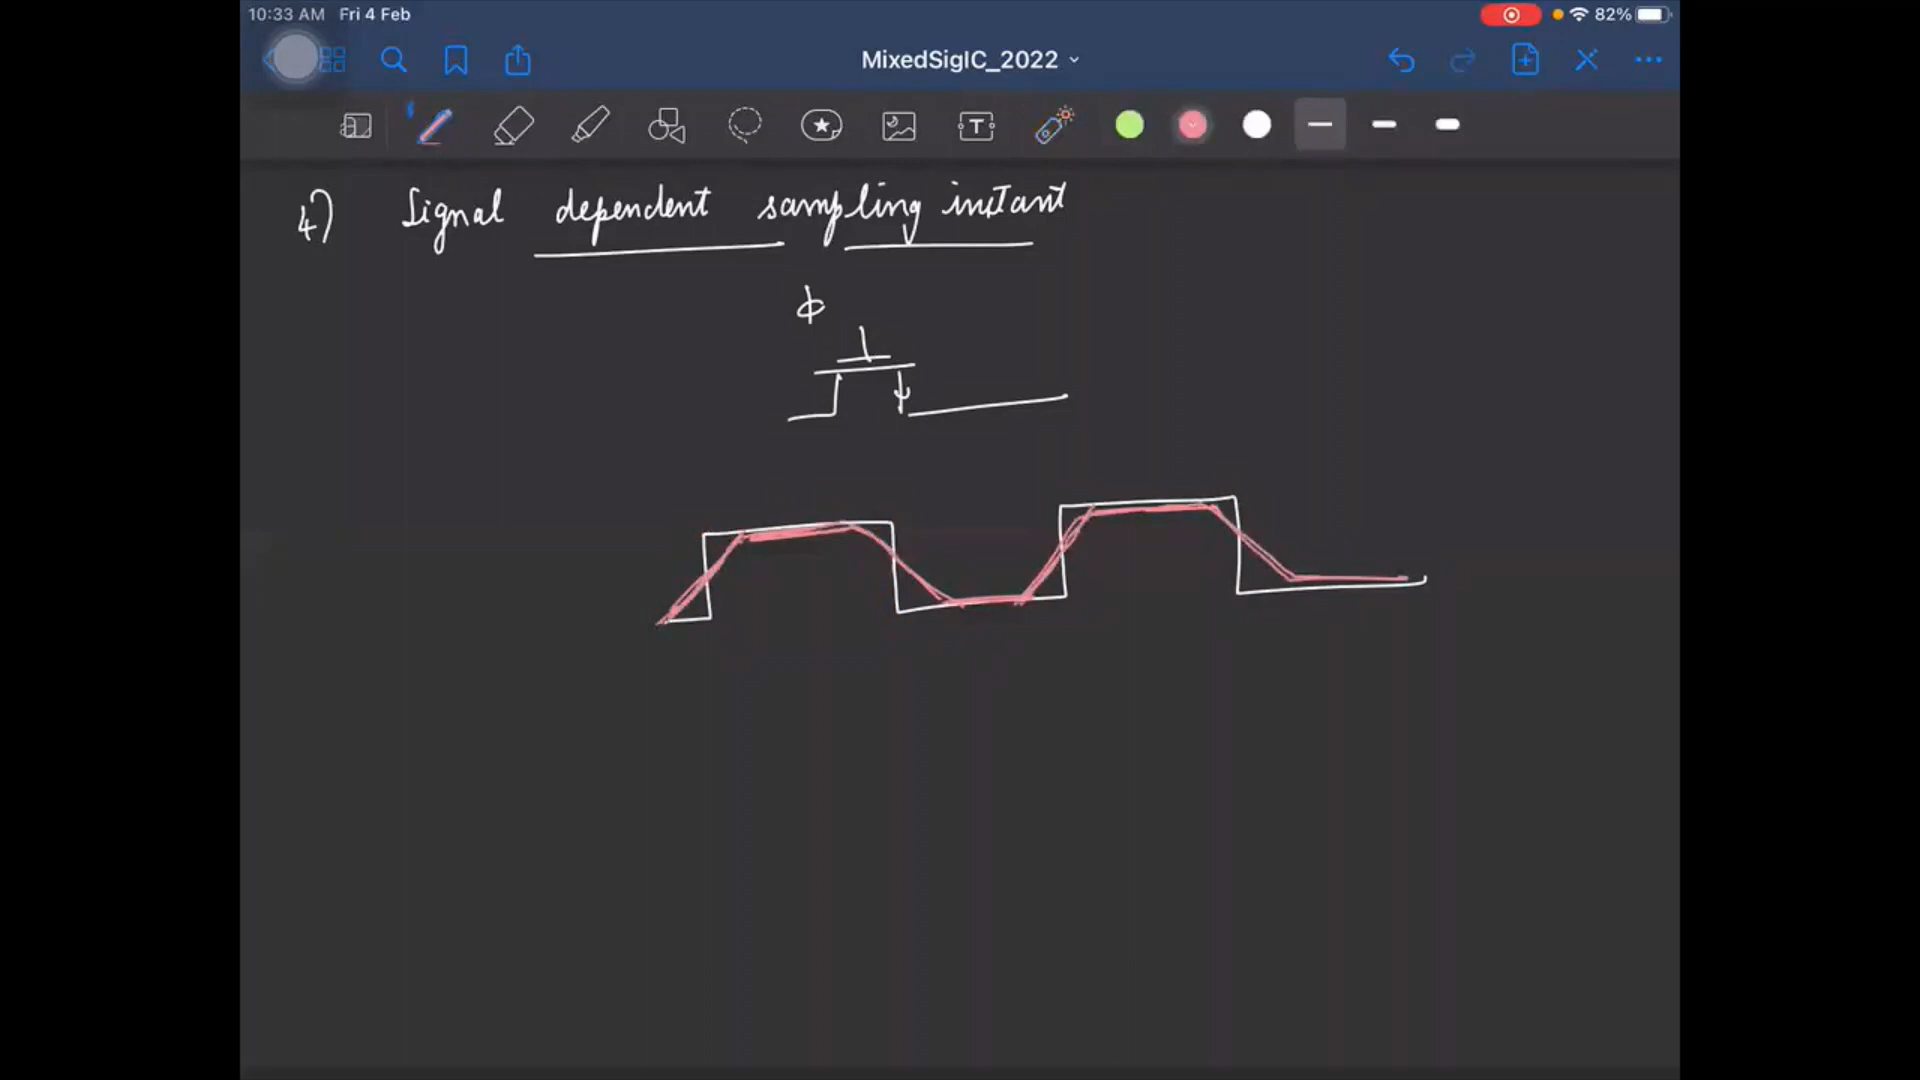 10:33 AM Fri 4 Feb
82%
MixedSigIC_2022
T
4) Signal dependent sampling instant
ϕ